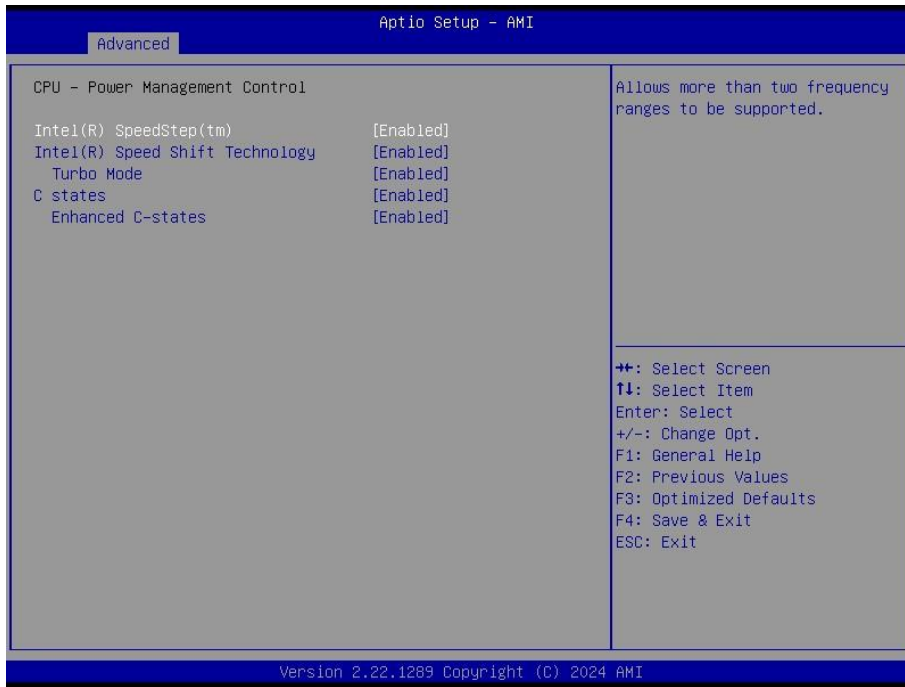 Aptio Setup - AMI
Advanced
CPU - Power Management Control
Intel(R) SpeedStep(tm) [Enabled]
Intel(R) Speed Shift Technology [Enabled]
Turbo Mode [Enabled]
C states [Enabled]
Enhanced C-states [Enabled]
Allows more than two frequency
ranges to be supported.
→←: Select Screen
↑↓: Select Item
Enter: Select
+/-: Change Opt.
F1: General Help
F2: Previous Values
F3: Optimized Defaults
F4: Save & Exit
ESC: Exit
Version 2.22.1289 Copyright (C) 2024 AMI